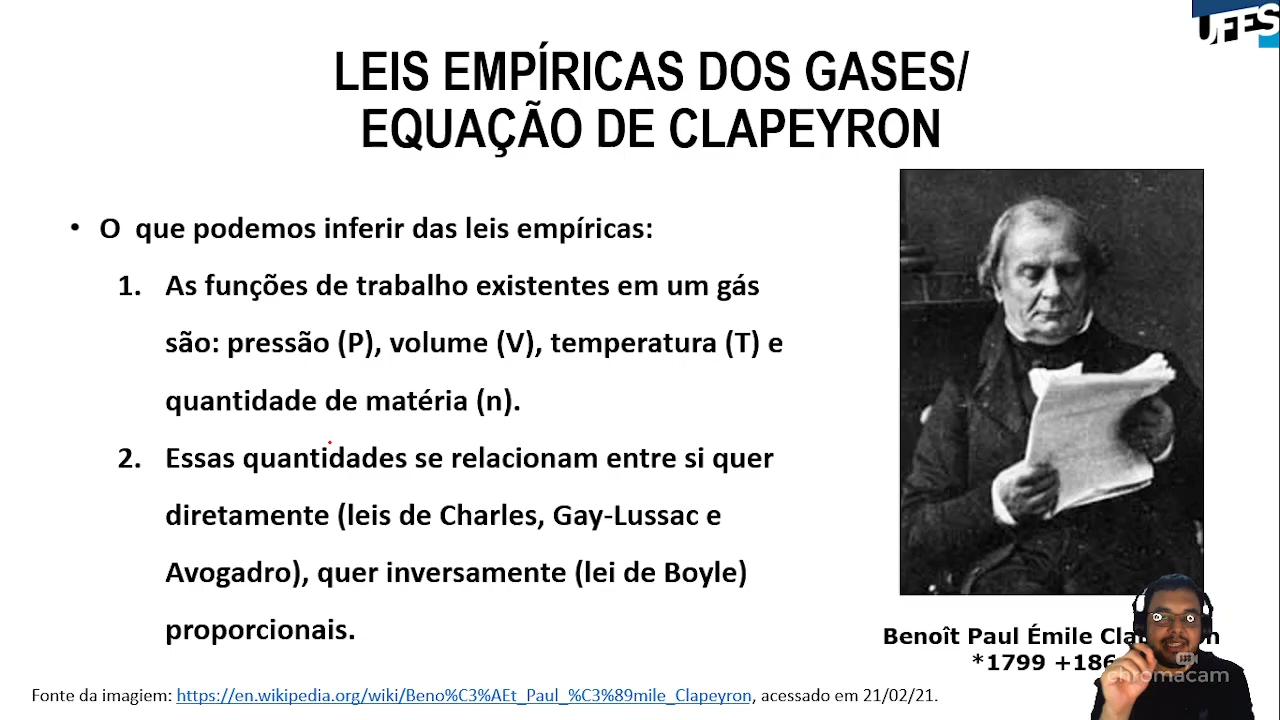 UFES
LEIS EMPÍRICAS DOS GASES/
EQUAÇÃO DE CLAPEYRON
• O que podemos inferir das leis empíricas:
1. As funções de trabalho existentes em um gás
são: pressão (P), volume (V), temperatura (T) e
quantidade de matéria (n).
2. Essas quantidades se relacionam entre si quer
diretamente (leis de Charles, Gay-Lussac e
Avogadro), quer inversamente (lei de Boyle)
proporcionais.
Benoît Paul Émile
*1799
chromacam
Fonte da imagiem: https://en.wikipedia.org/wiki/Beno%C3%AEt_Paul_%C3%89mile_Clapeyron, acessado em 21/02/21.